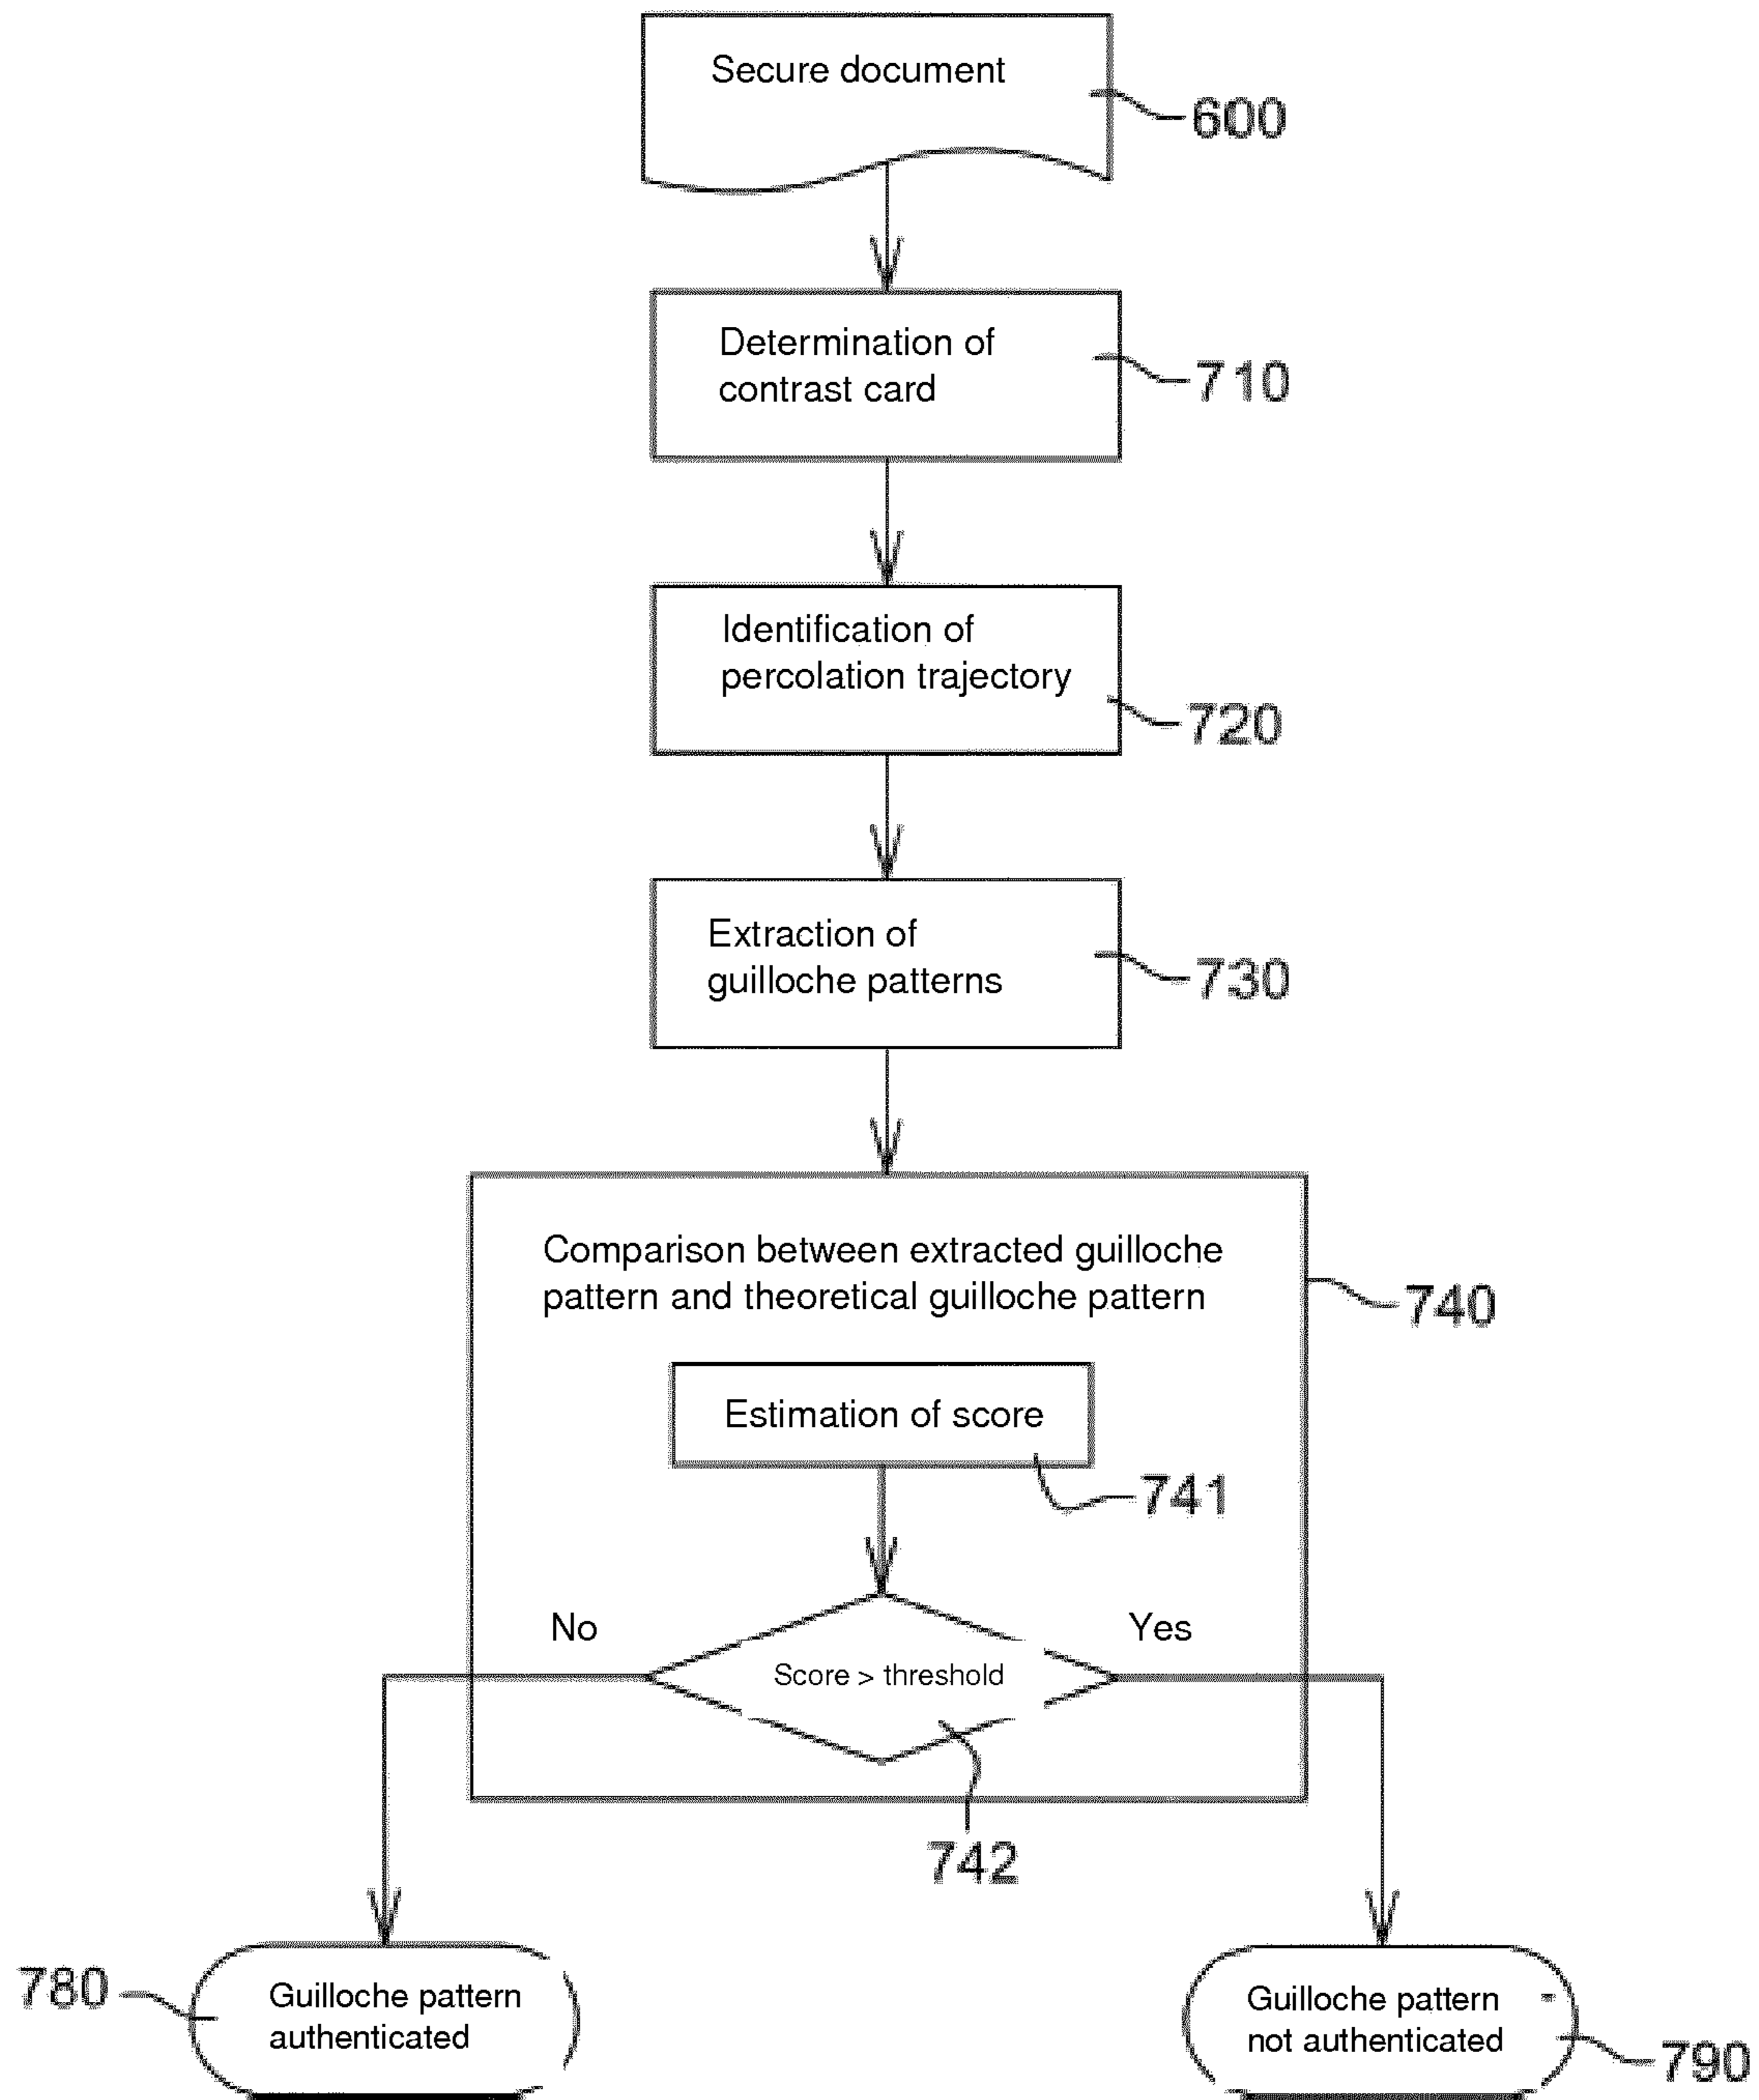 Secure document
600
Determination of
contrast card
710
Identification of
percolation trajectory
720
Extraction of
guilloche patterns
730
Comparison between extracted guilloche
pattern and theoretical guilloche pattern
740
Estimation of score
741
No
Yes
Score > threshold
742
780
Guilloche pattern
authenticated
Guilloche pattern
not authenticated
790